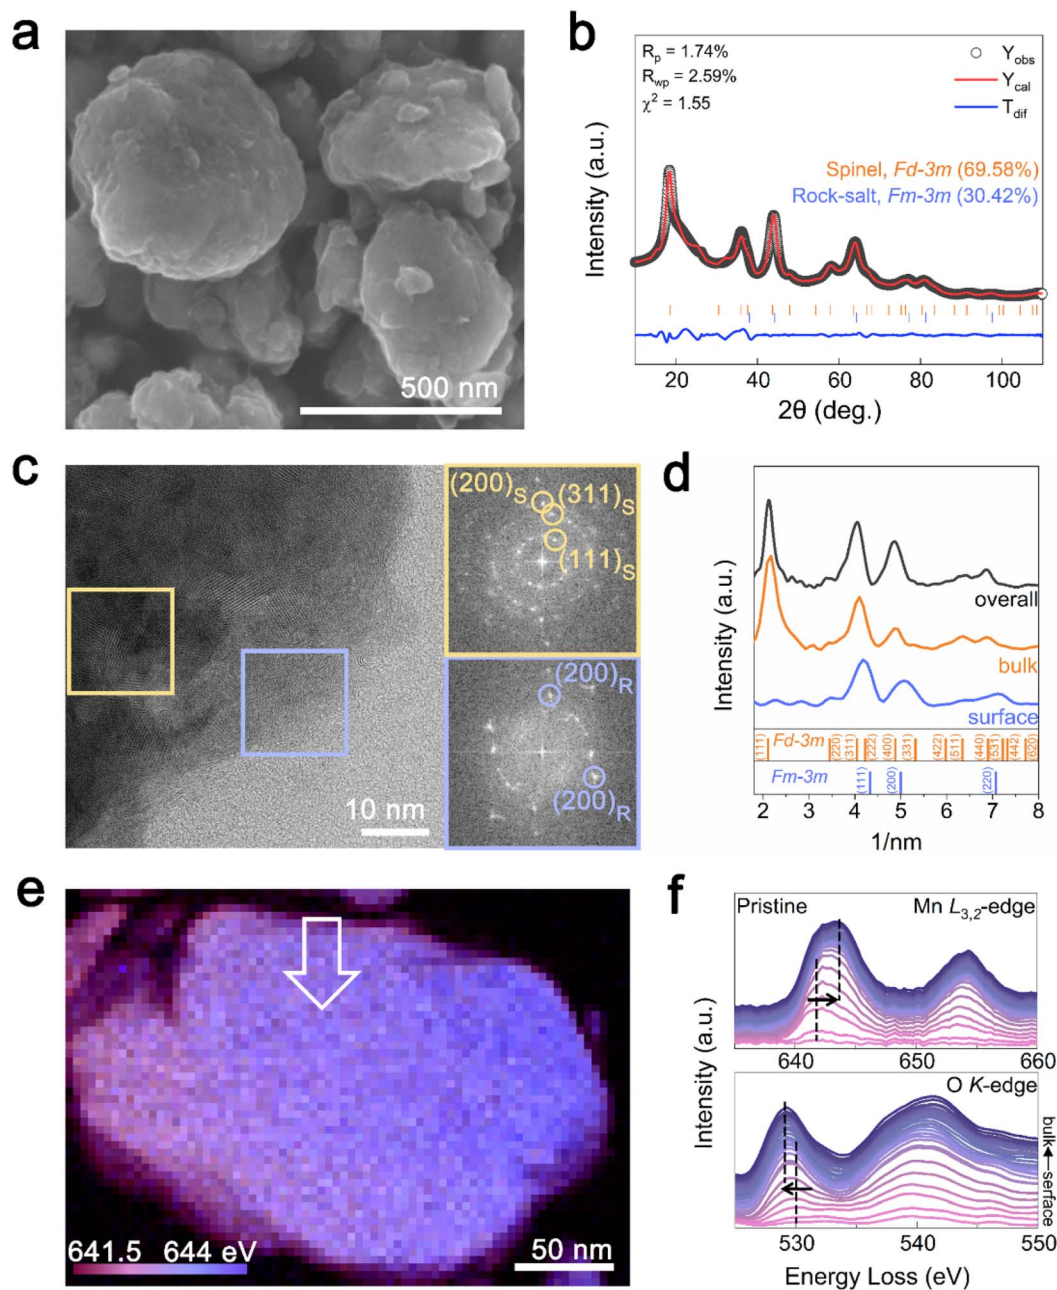 a
500 nm
b
Rp = 1.74%
Rwp = 2.59%
χ² = 1.55
Yobs
Ycal
Tdif
Spinel, Fd-3m (69.58%)
Rock-salt, Fm-3m (30.42%)
Intensity (a.u.)
20 40 60 80 100
2θ (deg.)
c
10 nm
(200)S
(311)S
(111)S
(200)R
(200)R
d
Intensity (a.u.)
overall
bulk
surface
Fd-3m
(111) (220) (311) (222) (400) (331) (422) (511) (440) (531) (442) (620)
Fm-3m
(111) (200) (220)
2 3 4 5 6 7 8
1/nm
e
641.5 644 eV
50 nm
f
Pristine
Mn L3,2-edge
640 650 660
O K-edge
Intensity (a.u.)
bulk
serface
530 540 550
Energy Loss (eV)